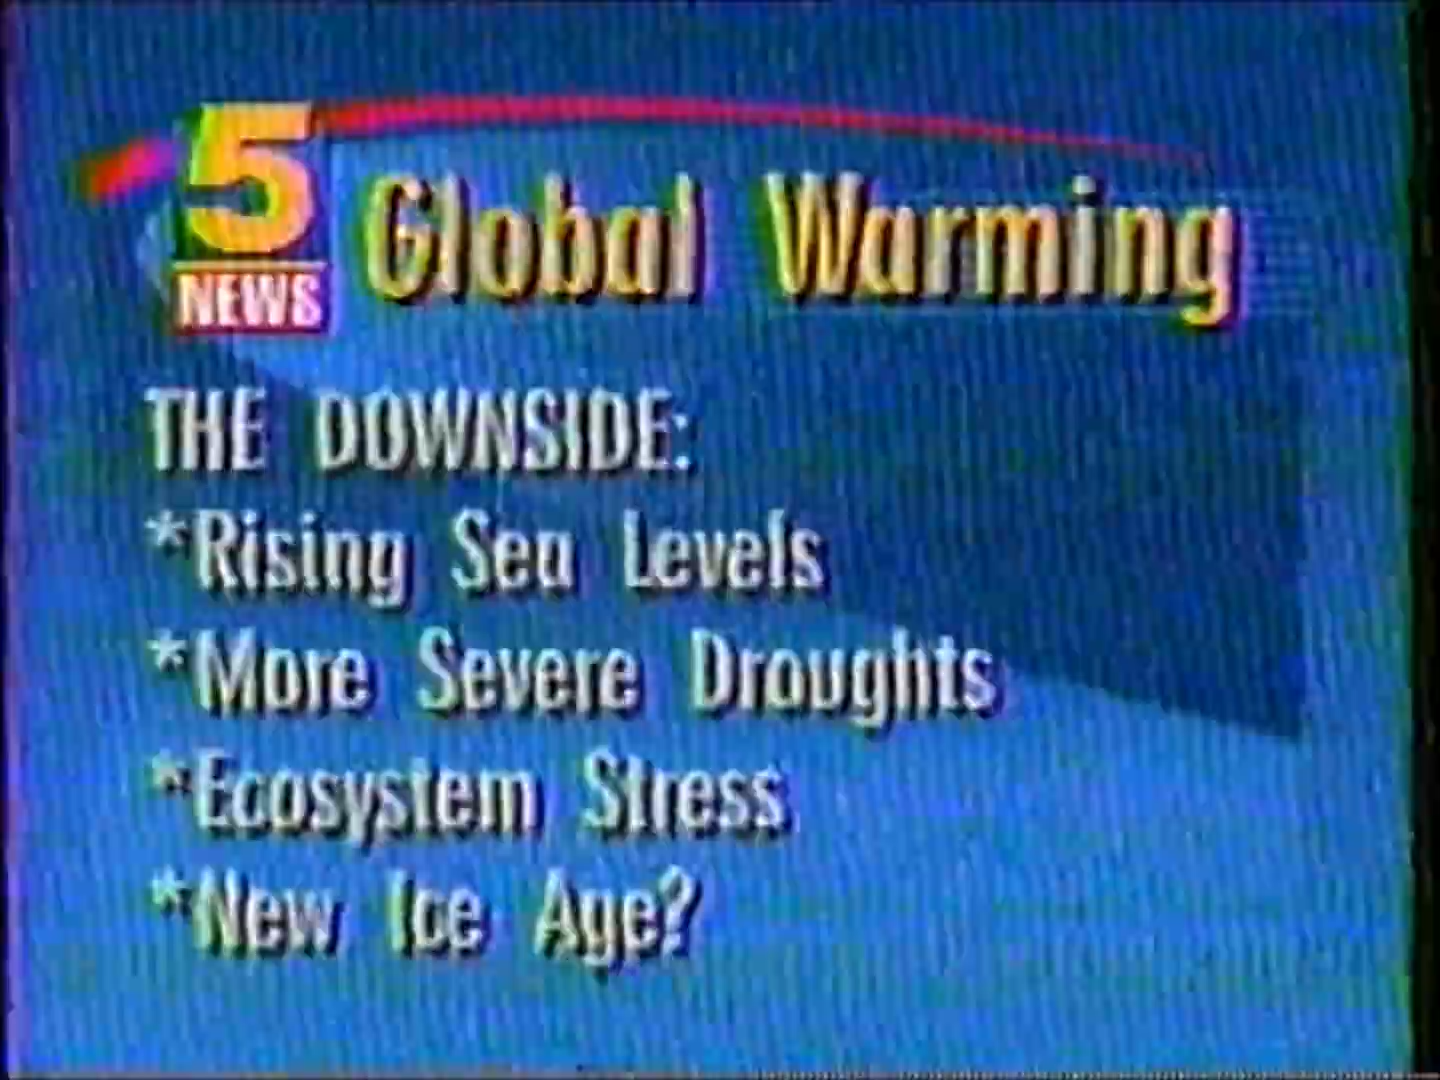 5
NEWS
Global Warming
THE DOWNSIDE:
*Rising Sea Levels
*More Severe Droughts
*Ecosystem Stress
*New Ice Age?